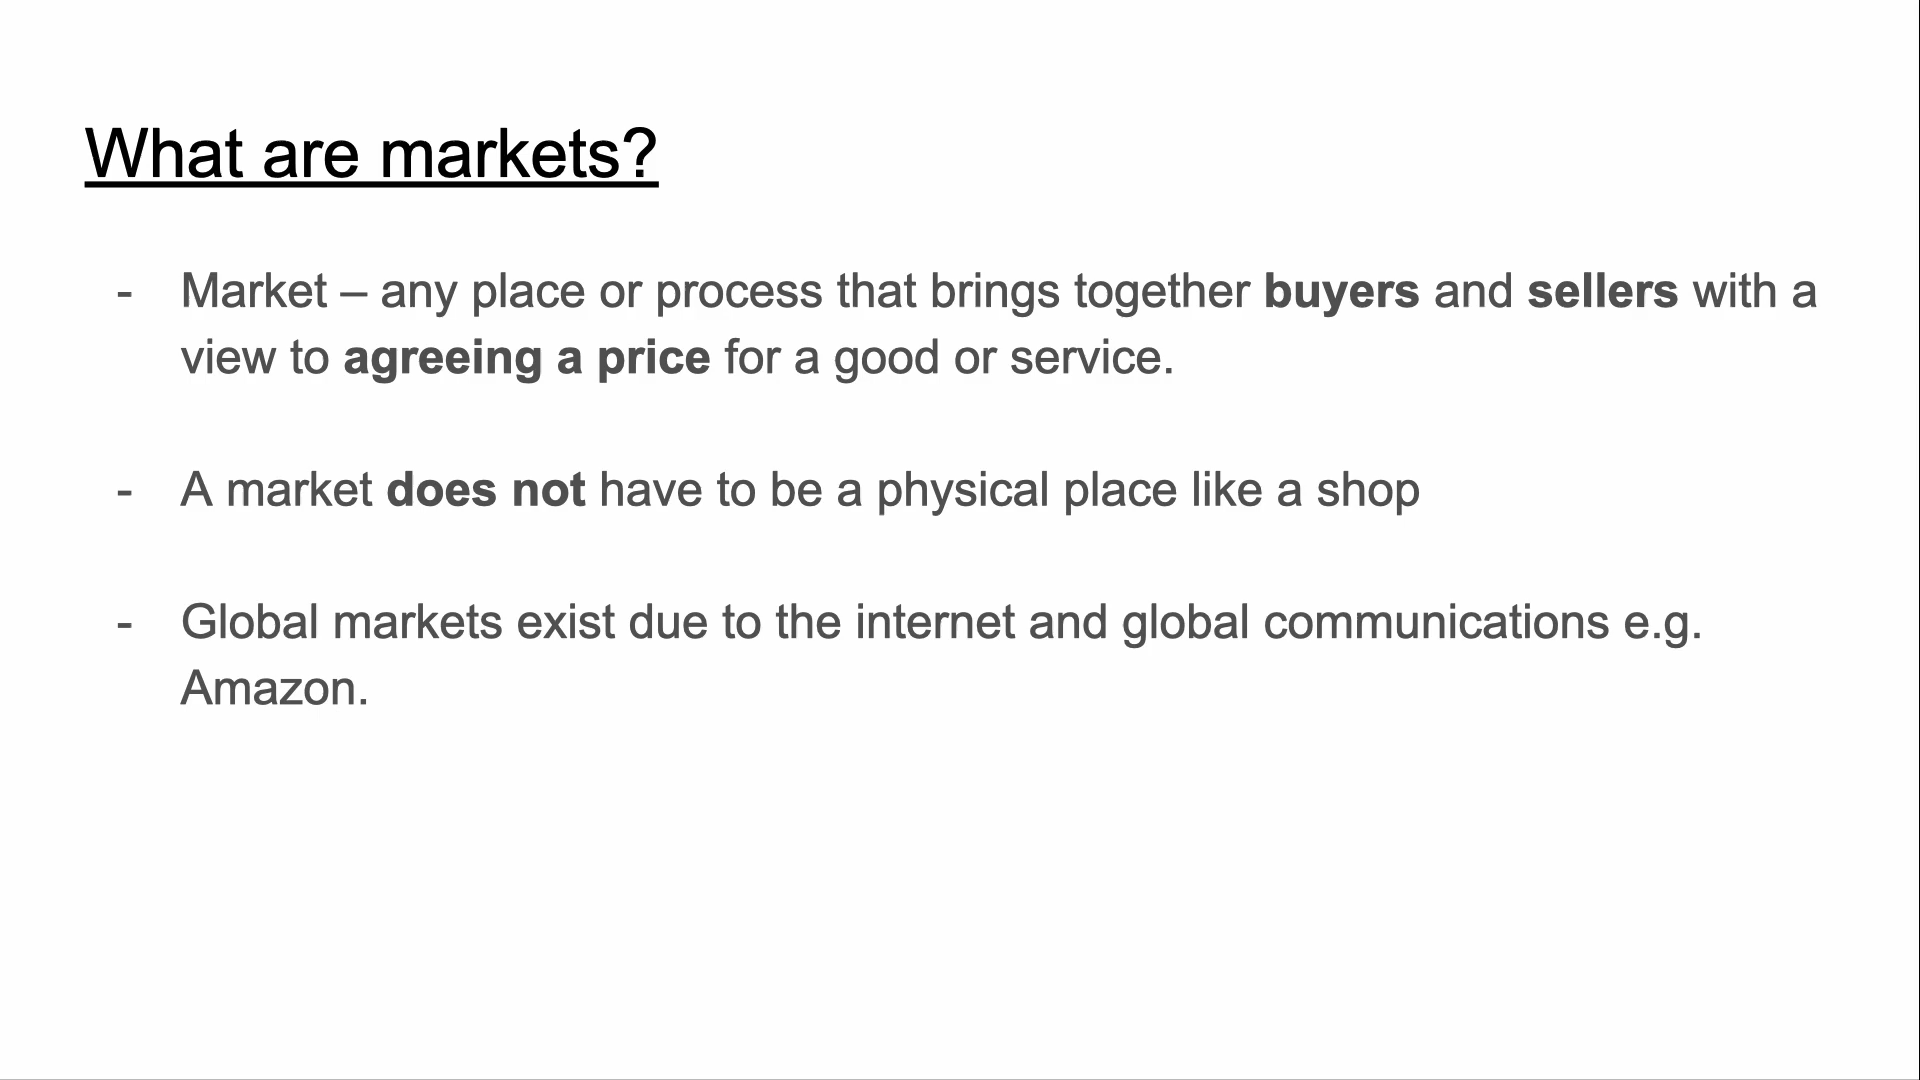 What are markets?
- Market – any place or process that brings together buyers and sellers with a
view to agreeing a price for a good or service.
- A market does not have to be a physical place like a shop
- Global markets exist due to the internet and global communications e.g.
Amazon.